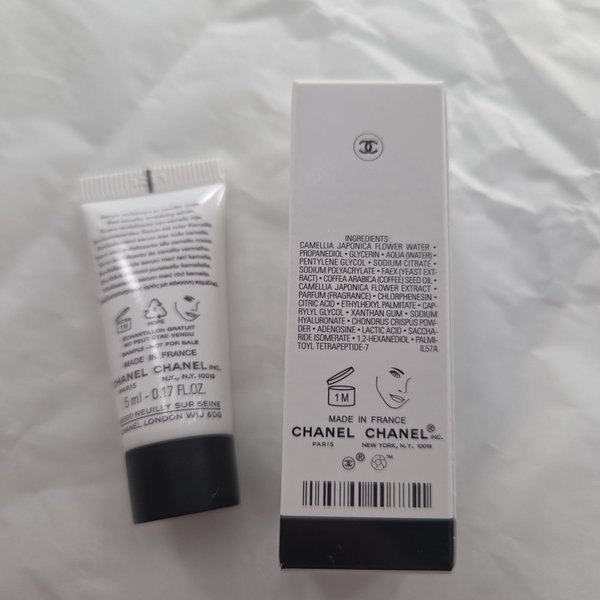 1M
HDPE
ÉCHANTILLON GRATUIT
NE PEUT ÊTRE VENDU
SAMPLE-NOT FOR SALE
MADE IN FRANCE
CHANEL CHANEL INC.
PARIS N.Y., N.Y. 10019
5 ml - 0.17 FL.OZ.
NEUILLY SUR SEINE
CHANEL LONDON W1J 6DG
INGREDIENTS:
CAMELLIA JAPONICA FLOWER WATER •
PROPANEDIOL • GLYCERIN • AQUA (WATER) •
PENTYLENE GLYCOL • SODIUM CITRATE •
SODIUM POLYACRYLATE • FAEX (YEAST EXT-
RACT) • COFFEA ARABICA (COFFEE) SEED OIL •
CAMELLIA JAPONICA FLOWER EXTRACT •
PARFUM (FRAGRANCE) • CHLORPHENESIN •
CITRIC ACID • ETHYLHEXYL PALMITATE • CAP-
RYLYL GLYCOL • XANTHAN GUM • SODIUM
HYALURONATE • CHONDRUS CRISPUS POW-
DER • ADENOSINE • LACTIC ACID • SACCHA-
RIDE ISOMERATE • 1,2-HEXANEDIOL • PALMI-
TOYL TETRAPEPTIDE-7 IL57A
1M
MADE IN FRANCE
CHANEL CHANEL® INC.
PARIS NEW YORK, N.Y. 10019
® ™